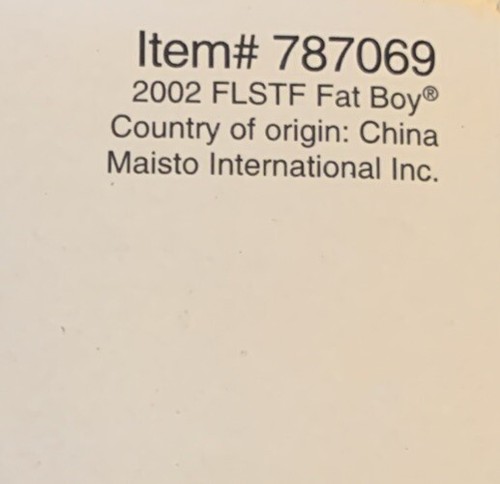 Item# 787069
2002 FLSTF Fat Boy®
Country of origin: China
Maisto International Inc.